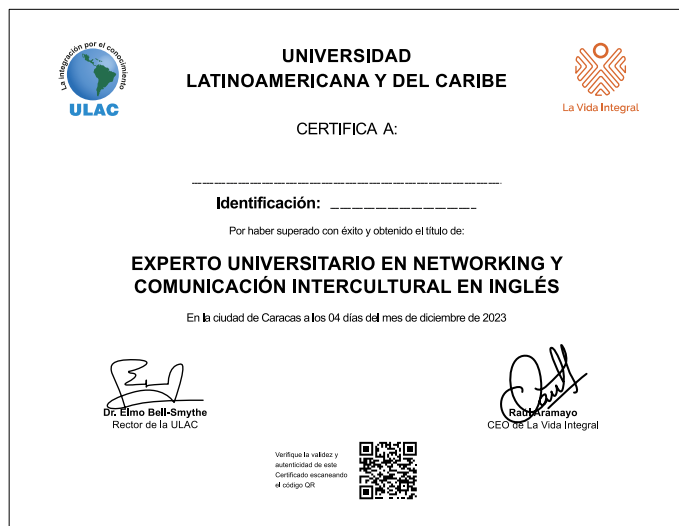 La integración por el conocimiento
ULAC
UNIVERSIDAD
LATINOAMERICANA Y DEL CARIBE
La Vida Integral
CERTIFICA A:
Identificación:
Por haber superado con éxito y obtenido el título de:
EXPERTO UNIVERSITARIO EN NETWORKING Y
COMUNICACIÓN INTERCULTURAL EN INGLÉS
En la ciudad de Caracas a los 04 días del mes de diciembre de 2023
Dr. Elmo Bell-Smythe
Rector de la ULAC
Raúl Aramayo
CEO de La Vida Integral
Verifique la validez y
autenticidad de este
Certificado escaneando
el código QR